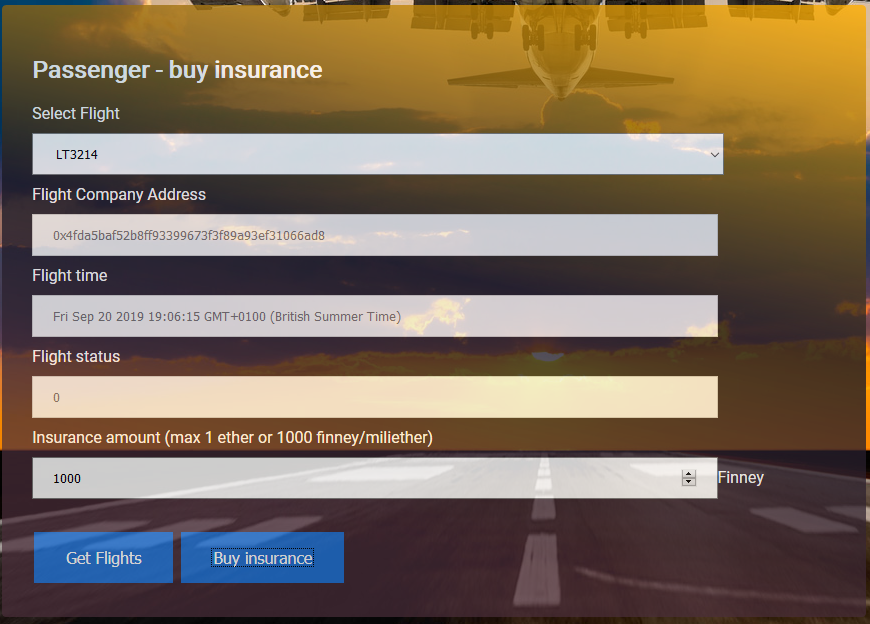 Passenger - buy insurance
Select Flight
LT3214
Flight Company Address
0x4fda5baf52b8ff93399673f3f89a93ef31066ad8
Flight time
Fri Sep 20 2019 19:06:15 GMT+0100 (British Summer Time)
Flight status
0
Insurance amount (max 1 ether or 1000 finney/miliether)
1000 Finney
Get Flights Buy insurance